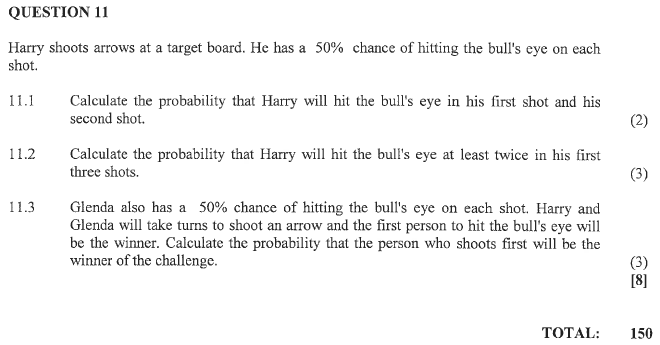 QUESTION 11
Harry shoots arrows at a target board. He has a 50% chance of hitting the bull's eye on each
shot.
11.1 Calculate the probability that Harry will hit the bull's eye in his first shot and his
second shot. (2)
11.2 Calculate the probability that Harry will hit the bull's eye at least twice in his first
three shots. (3)
11.3 Glenda also has a 50% chance of hitting the bull's eye on each shot. Harry and
Glenda will take turns to shoot an arrow and the first person to hit the bull's eye will
be the winner. Calculate the probability that the person who shoots first will be the
winner of the challenge. (3)
[8]
TOTAL: 150